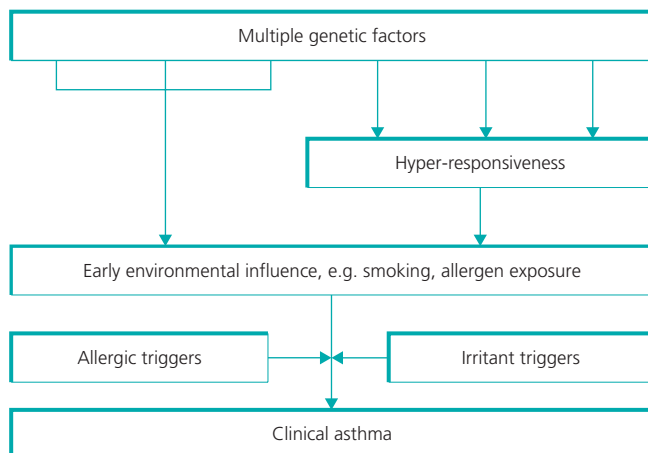 Multiple genetic factors
Hyper-responsiveness
Early environmental influence, e.g. smoking, allergen exposure
Allergic triggers
Irritant triggers
Clinical asthma